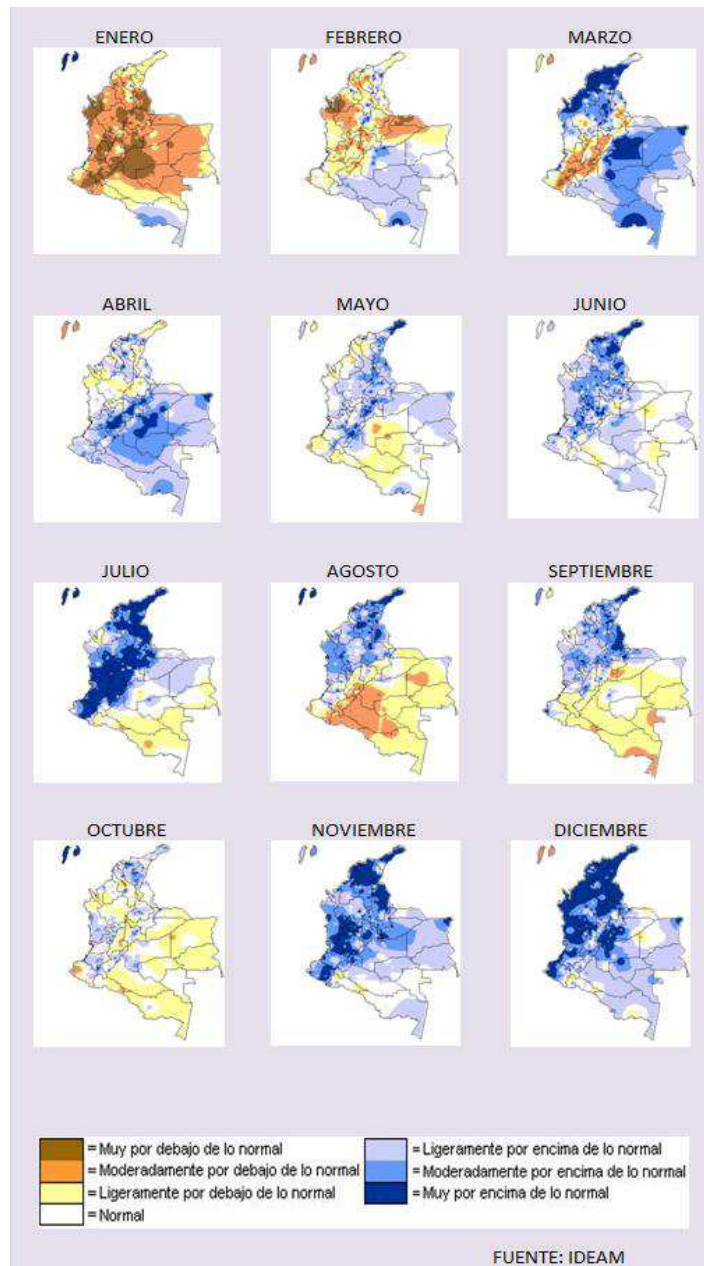 ENERO FEBRERO MARZO
ABRIL MAYO JUNIO
JULIO AGOSTO SEPTIEMBRE
OCTUBRE NOVIEMBRE DICIEMBRE
= Muy por debajo de lo normal
= Moderadamente por debajo de lo normal
= Ligeramente por debajo de lo normal
= Normal
= Ligeramente por encima de lo normal
= Moderadamente por encima de lo normal
= Muy por encima de lo normal
FUENTE: IDEAM